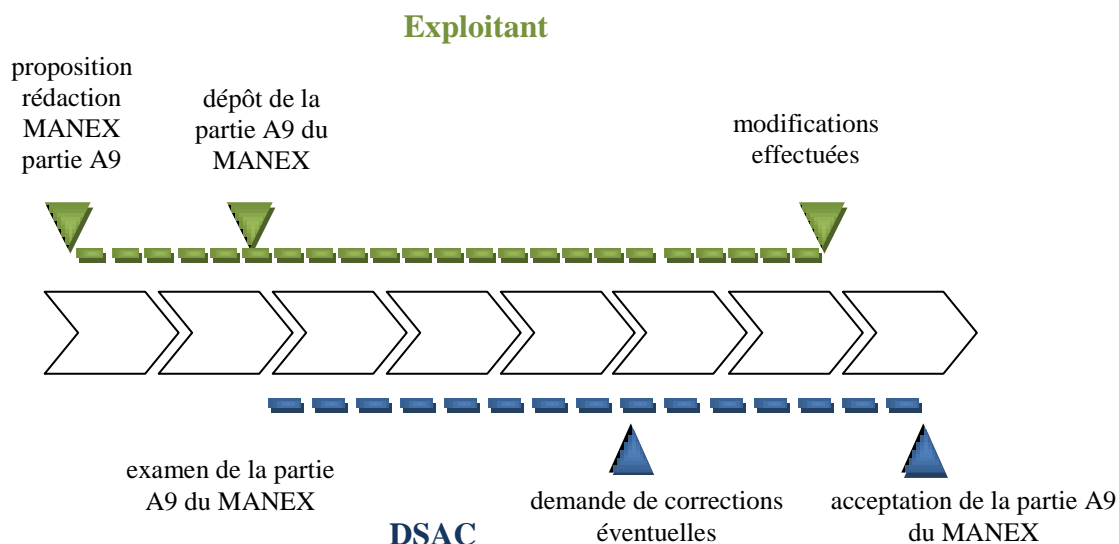 Exploitant
proposition
rédaction
MANEX
partie A9
dépôt de la
partie A9 du
MANEX
modifications
effectuées
examen de la partie
A9 du MANEX
demande de corrections
éventuelles
acceptation de la partie A9
du MANEX
DSAC